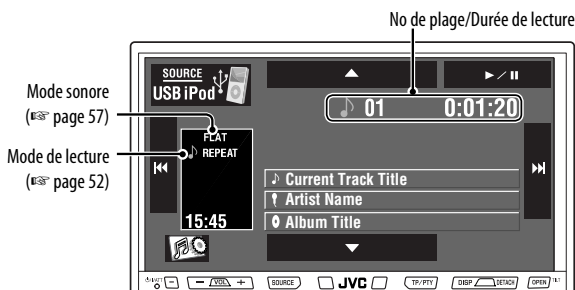 No de plage/Durée de lecture
SOURCE
USB iPod
Mode sonore
(☞ page 57)
♪ 01 0:01:20
FLAT
♪ REPEAT
Mode de lecture
(☞ page 52)
Current Track Title
Artist Name
Album Title
15:45
− VOL +
SOURCE
JVC
TP/PTY
DISP
DETACH
OPEN
TILT